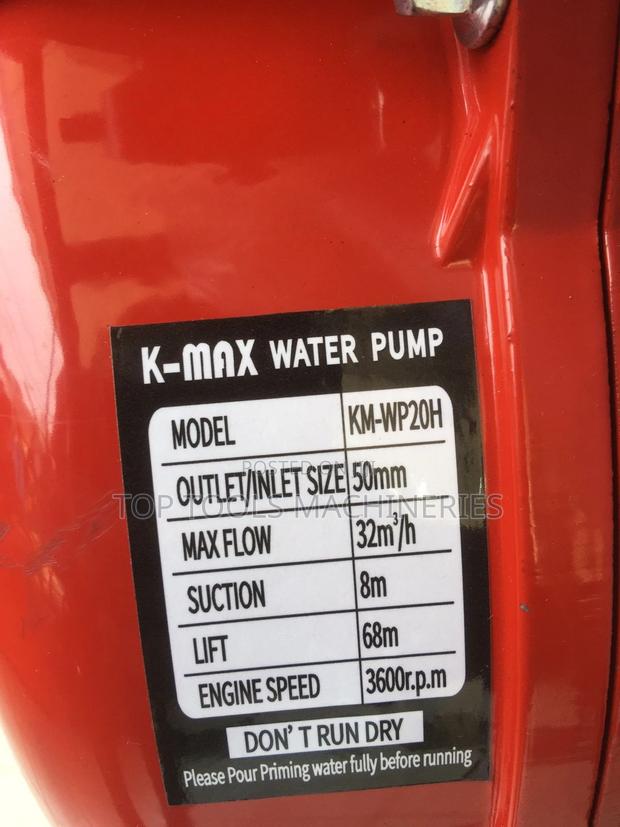 K-MAX WATER PUMP
MODEL KM-WP20H
POSTED ON
OUTLET/INLET SIZE 50mm
TOP TOOLS MACHINERIES
MAX FLOW 32m³/h
SUCTION 8m
LIFT 68m
ENGINE SPEED 3600r.p.m
DON'T RUN DRY
Please Pour Priming water fully before running